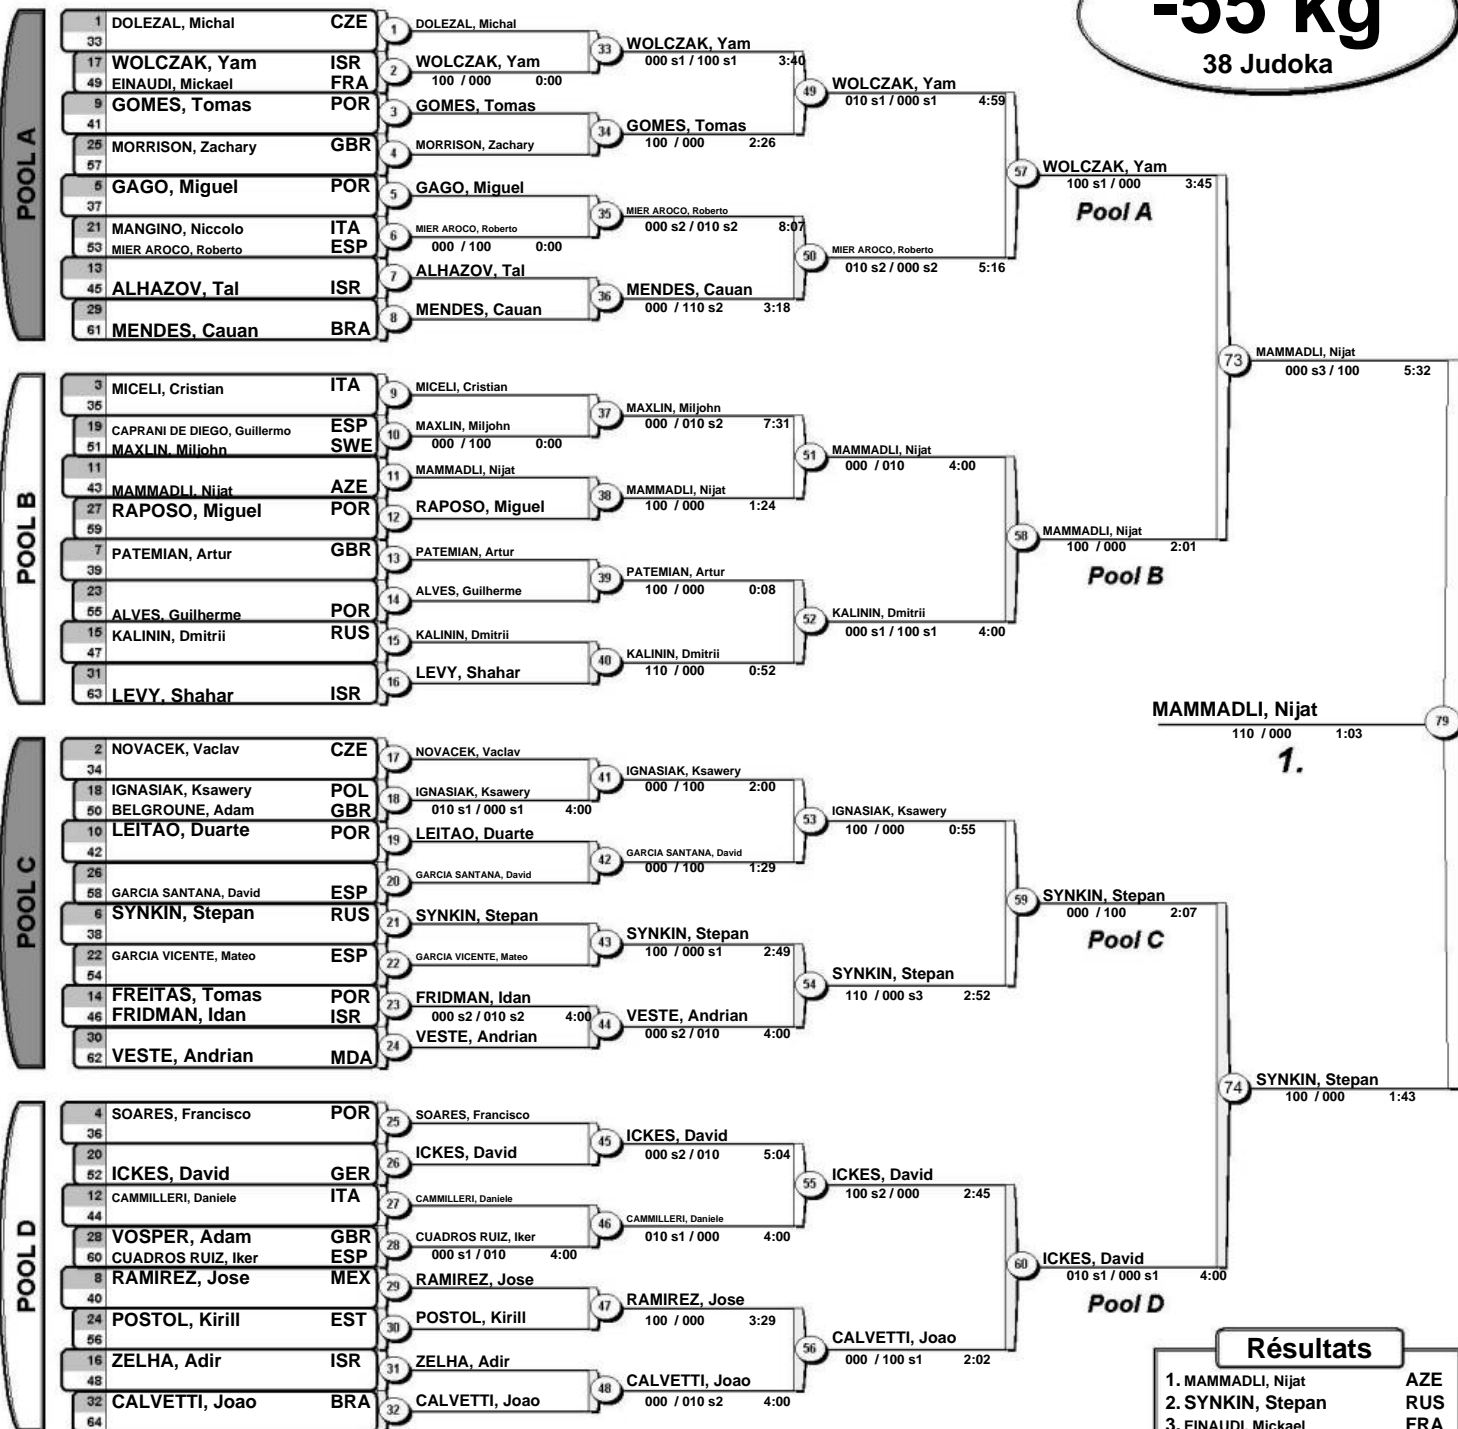 -55 kg
38 Judoka
POOL A
1 DOLEZAL, Michal CZE
33
17 WOLCZAK, Yam ISR
49 EINAUDI, Mickael FRA
9 GOMES, Tomas POR
41
25 MORRISON, Zachary GBR
57
5 GAGO, Miguel POR
37
21 MANGINO, Niccolo ITA
53 MIER AROCO, Roberto ESP
13
45 ALHAZOV, Tal ISR
29
61 MENDES, Cauan BRA
1 DOLEZAL, Michal
2 WOLCZAK, Yam
100 / 000 0:00
3 GOMES, Tomas
4 MORRISON, Zachary
5 GAGO, Miguel
6 MIER AROCO, Roberto
000 / 100 0:00
7 ALHAZOV, Tal
8 MENDES, Cauan
33 WOLCZAK, Yam
000 s1 / 100 s1 3:40
34 GOMES, Tomas
100 / 000 2:26
35 MIER AROCO, Roberto
000 s2 / 010 s2 8:07
36 MENDES, Cauan
000 / 110 s2 3:18
49 WOLCZAK, Yam
010 s1 / 000 s1 4:59
50 MIER AROCO, Roberto
010 s2 / 000 s2 5:16
57 WOLCZAK, Yam
100 s1 / 000 3:45
Pool A
POOL B
3 MICELI, Cristian ITA
35
19 CAPRANI DE DIEGO, Guillermo ESP
51 MAXLIN, Miljohn SWE
11
43 MAMMADLI, Nijat AZE
27 RAPOSO, Miguel POR
59
7 PATEMIAN, Artur GBR
39
23
55 ALVES, Guilherme POR
15 KALININ, Dmitrii RUS
47
31
63 LEVY, Shahar ISR
9 MICELI, Cristian
10 MAXLIN, Miljohn
000 / 100 0:00
11 MAMMADLI, Nijat
12 RAPOSO, Miguel
13 PATEMIAN, Artur
14 ALVES, Guilherme
15 KALININ, Dmitrii
16 LEVY, Shahar
37 MAXLIN, Miljohn
000 / 010 s2 7:31
38 MAMMADLI, Nijat
100 / 000 1:24
39 PATEMIAN, Artur
100 / 000 0:08
40 KALININ, Dmitrii
110 / 000 0:52
51 MAMMADLI, Nijat
000 / 010 4:00
52 KALININ, Dmitrii
000 s1 / 100 s1 4:00
58 MAMMADLI, Nijat
100 / 000 2:01
Pool B
73 MAMMADLI, Nijat
000 s3 / 100 5:32
MAMMADLI, Nijat 79
110 / 000 1:03
1.
POOL C
2 NOVACEK, Vaclav CZE
34
18 IGNASIAK, Ksawery POL
50 BELGROUNE, Adam GBR
10 LEITAO, Duarte POR
42
26
58 GARCIA SANTANA, David ESP
6 SYNKIN, Stepan RUS
38
22 GARCIA VICENTE, Mateo ESP
54
14 FREITAS, Tomas POR
46 FRIDMAN, Idan ISR
30
62 VESTE, Andrian MDA
17 NOVACEK, Vaclav
18 IGNASIAK, Ksawery
010 s1 / 000 s1 4:00
19 LEITAO, Duarte
20 GARCIA SANTANA, David
21 SYNKIN, Stepan
22 GARCIA VICENTE, Mateo
23 FRIDMAN, Idan
000 s2 / 010 s2 4:00
24 VESTE, Andrian
41 IGNASIAK, Ksawery
000 / 100 2:00
42 GARCIA SANTANA, David
000 / 100 1:29
43 SYNKIN, Stepan
100 / 000 s1 2:49
44 VESTE, Andrian
000 s2 / 010 4:00
53 IGNASIAK, Ksawery
100 / 000 0:55
54 SYNKIN, Stepan
110 / 000 s3 2:52
59 SYNKIN, Stepan
000 / 100 2:07
Pool C
74 SYNKIN, Stepan
100 / 000 1:43
POOL D
4 SOARES, Francisco POR
36
20
52 ICKES, David GER
12 CAMMILLERI, Daniele ITA
44
28 VOSPER, Adam GBR
60 CUADROS RUIZ, Iker ESP
8 RAMIREZ, Jose MEX
40
24 POSTOL, Kirill EST
56
16 ZELHA, Adir ISR
48
32 CALVETTI, Joao BRA
64
25 SOARES, Francisco
26 ICKES, David
27 CAMMILLERI, Daniele
28 CUADROS RUIZ, Iker
000 s1 / 010 4:00
29 RAMIREZ, Jose
30 POSTOL, Kirill
31 ZELHA, Adir
32 CALVETTI, Joao
45 ICKES, David
000 s2 / 010 5:04
46 CAMMILLERI, Daniele
010 s1 / 000 4:00
47 RAMIREZ, Jose
100 / 000 3:29
48 CALVETTI, Joao
000 / 010 s2 4:00
55 ICKES, David
100 s2 / 000 2:45
56 CALVETTI, Joao
000 / 100 s1 2:02
60 ICKES, David
010 s1 / 000 s1 4:00
Pool D
Résultats
1. MAMMADLI, Nijat AZE
2. SYNKIN, Stepan RUS
3. EINAUDI, Mickael FRA